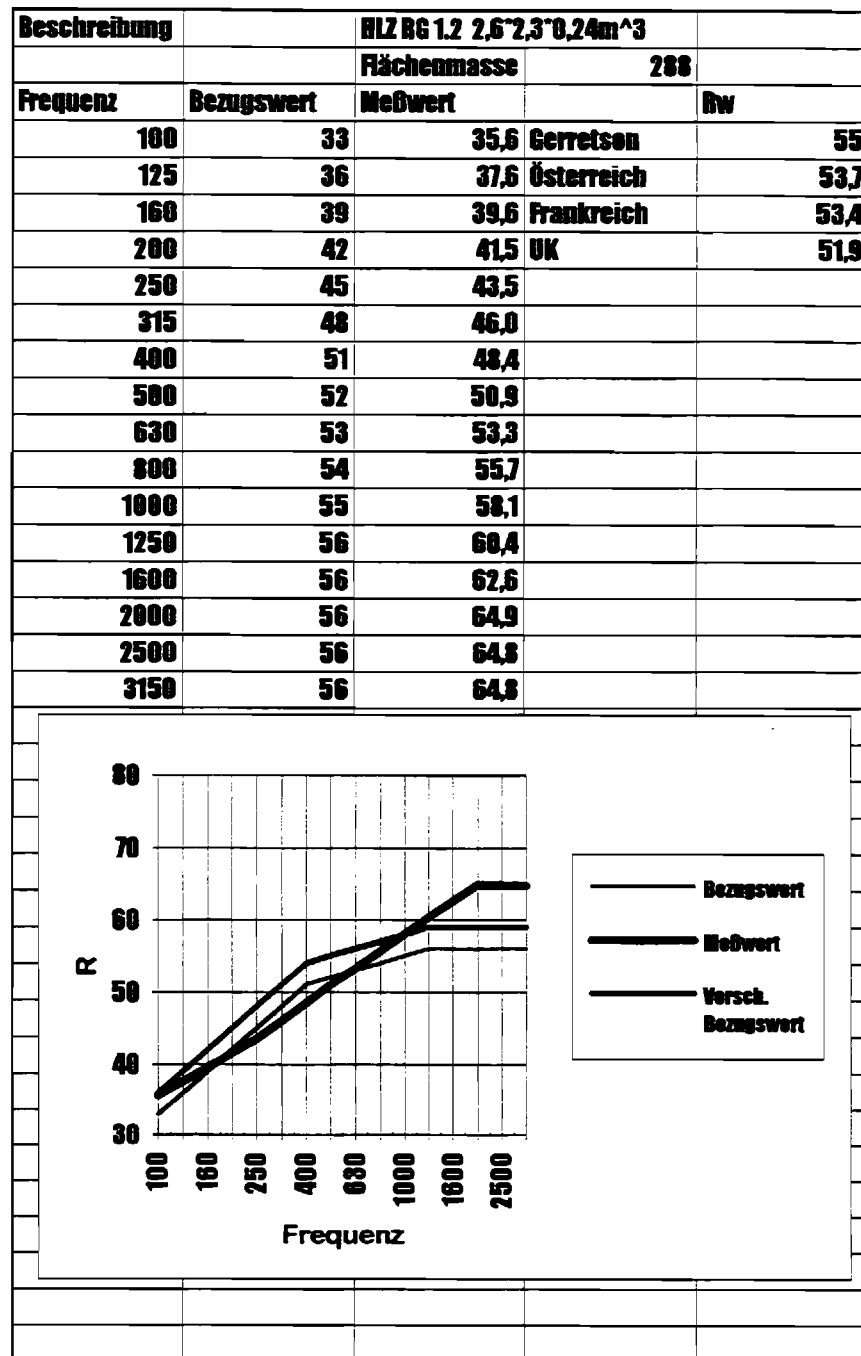 Beschreibung HLZ RG 1.2 2,6*2,3*0,24m^3
Flächenmasse 288
Frequenz Bezugswert Meßwert Rw
100 33 35,6 Gerretsen 55
125 36 37,6 Österreich 53,7
160 39 39,6 Frankreich 53,4
200 42 41,5 UK 51,9
250 45 43,5
315 48 46,0
400 51 48,4
500 52 50,9
630 53 53,3
800 54 55,7
1000 55 58,1
1250 56 60,4
1600 56 62,6
2000 56 64,9
2500 56 64,8
3150 56 64,8
80
70
60
50
40
30
R
100 160 250 400 630 1000 1600 2500
Frequenz
Bezugswert
Meßwert
Versch.
Bezugswert